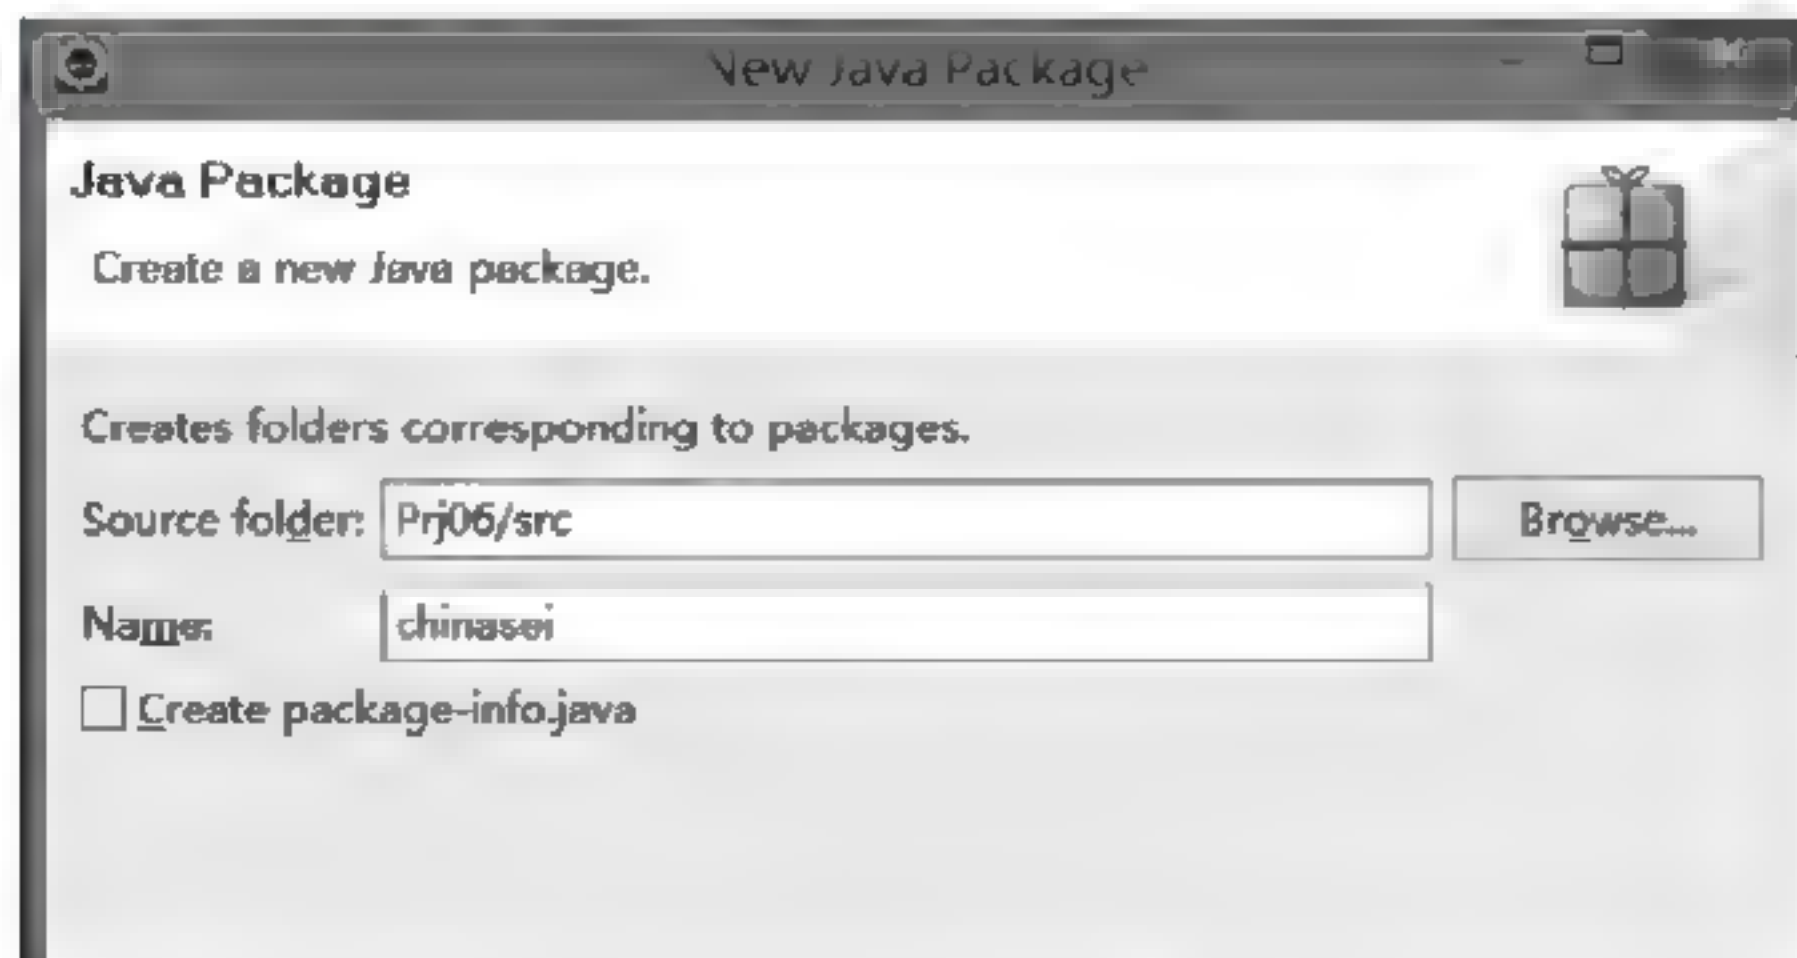 New Java Package
Java Package
Create a new Java package.
Creates folders corresponding to packages.
Source folder: Prj06/src Browse...
Name: chinasei
Create package-info.java